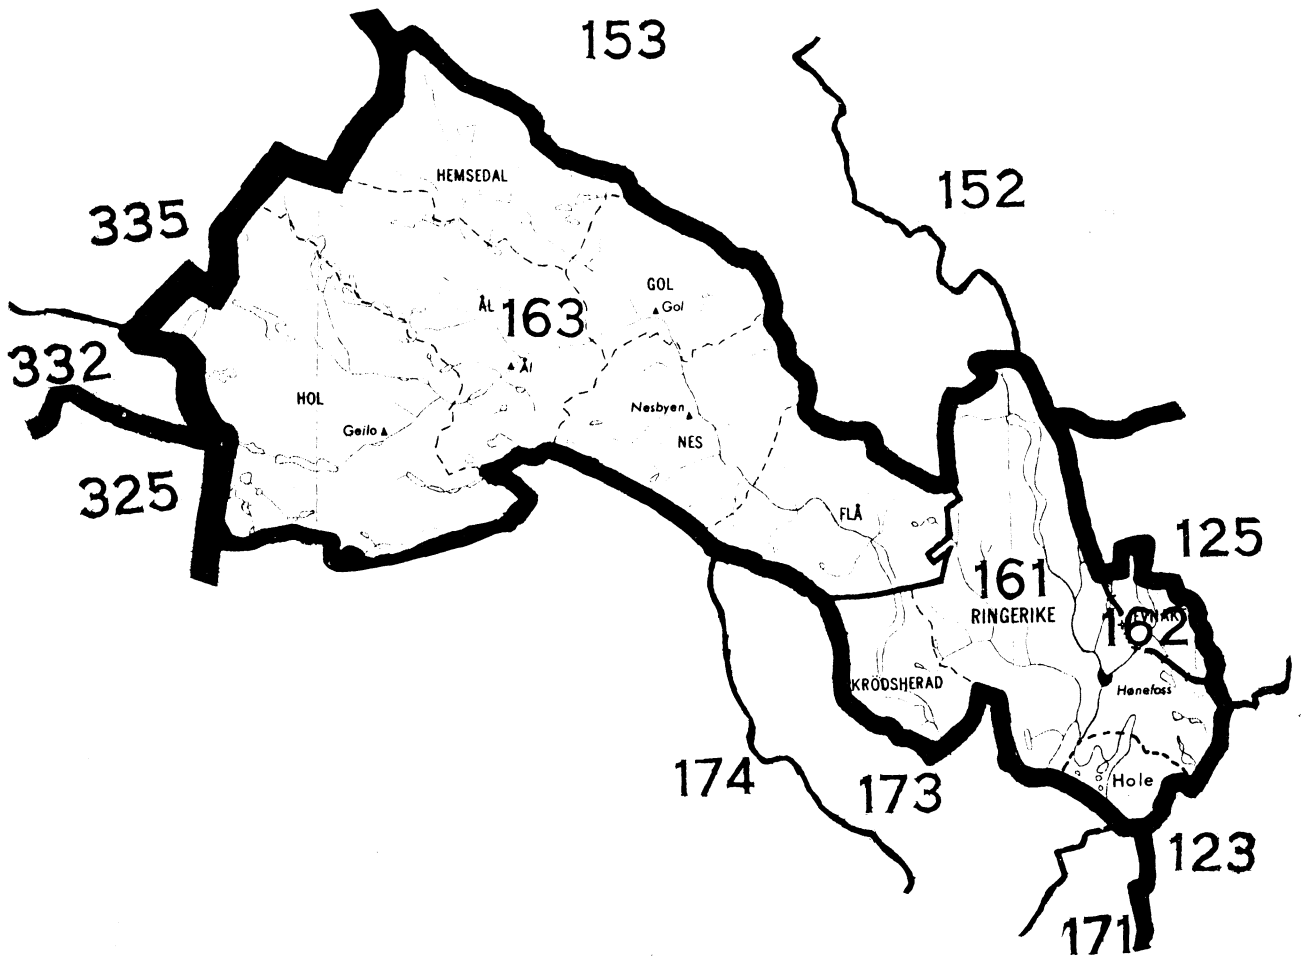 153
HEMSEDAL
152
335
GOL
Gol
ÅL
163
332
Ål
HOL
Nesbyen
Geilo
NES
325
FLÅ
125
161
RINGERIKE
162
KRÖDSHERAD
Hønefoss
174
173
Hole
123
171